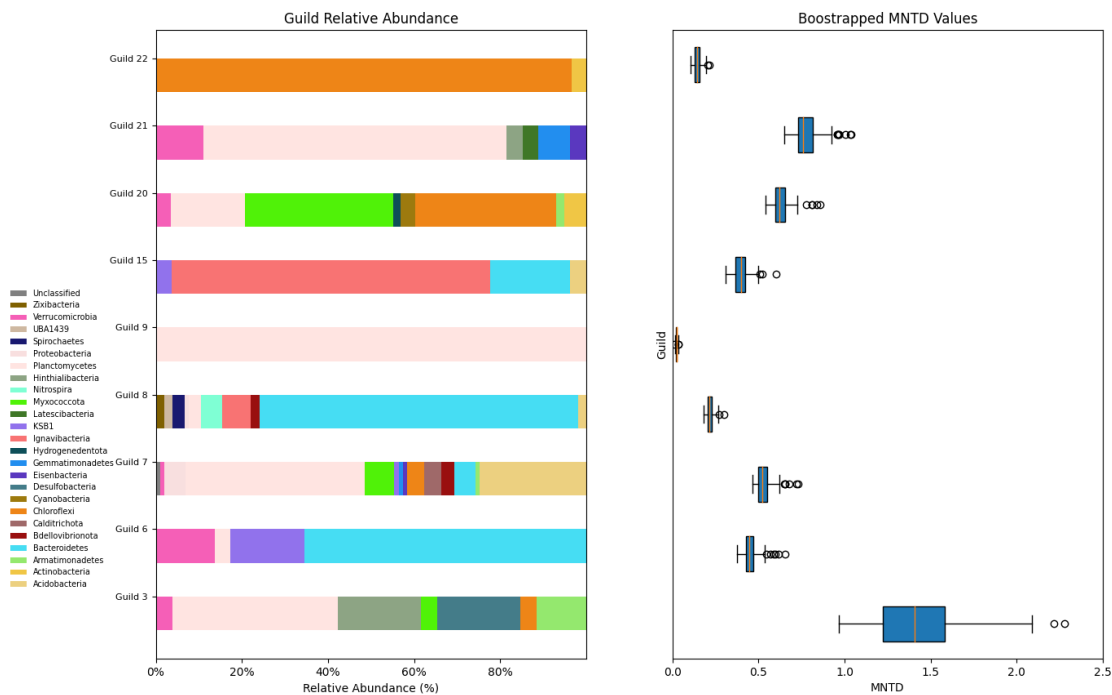 Guild Relative Abundance
Guild 22
Guild 21
Guild 20
Guild 15
Guild 9
Guild 8
Guild 7
Guild 6
Guild 3
Unclassified
Zixibacteria
Verrucomicrobia
UBA1439
Spirochaetes
Proteobacteria
Planctomycetes
Hinthialibacteria
Nitrospira
Myxococcota
Latescibacteria
KSB1
Ignavibacteria
Hydrogenedentota
Gemmatimonadetes
Eisenbacteria
Desulfobacteria
Cyanobacteria
Chloroflexi
Calditrichota
Bdellovibrionota
Bacteroidetes
Armatimonadetes
Actinobacteria
Acidobacteria
0% 20% 40% 60% 80%
Relative Abundance (%)
Boostrapped MNTD Values
Guild
0.0 0.5 1.0 1.5 2.0 2.5
MNTD